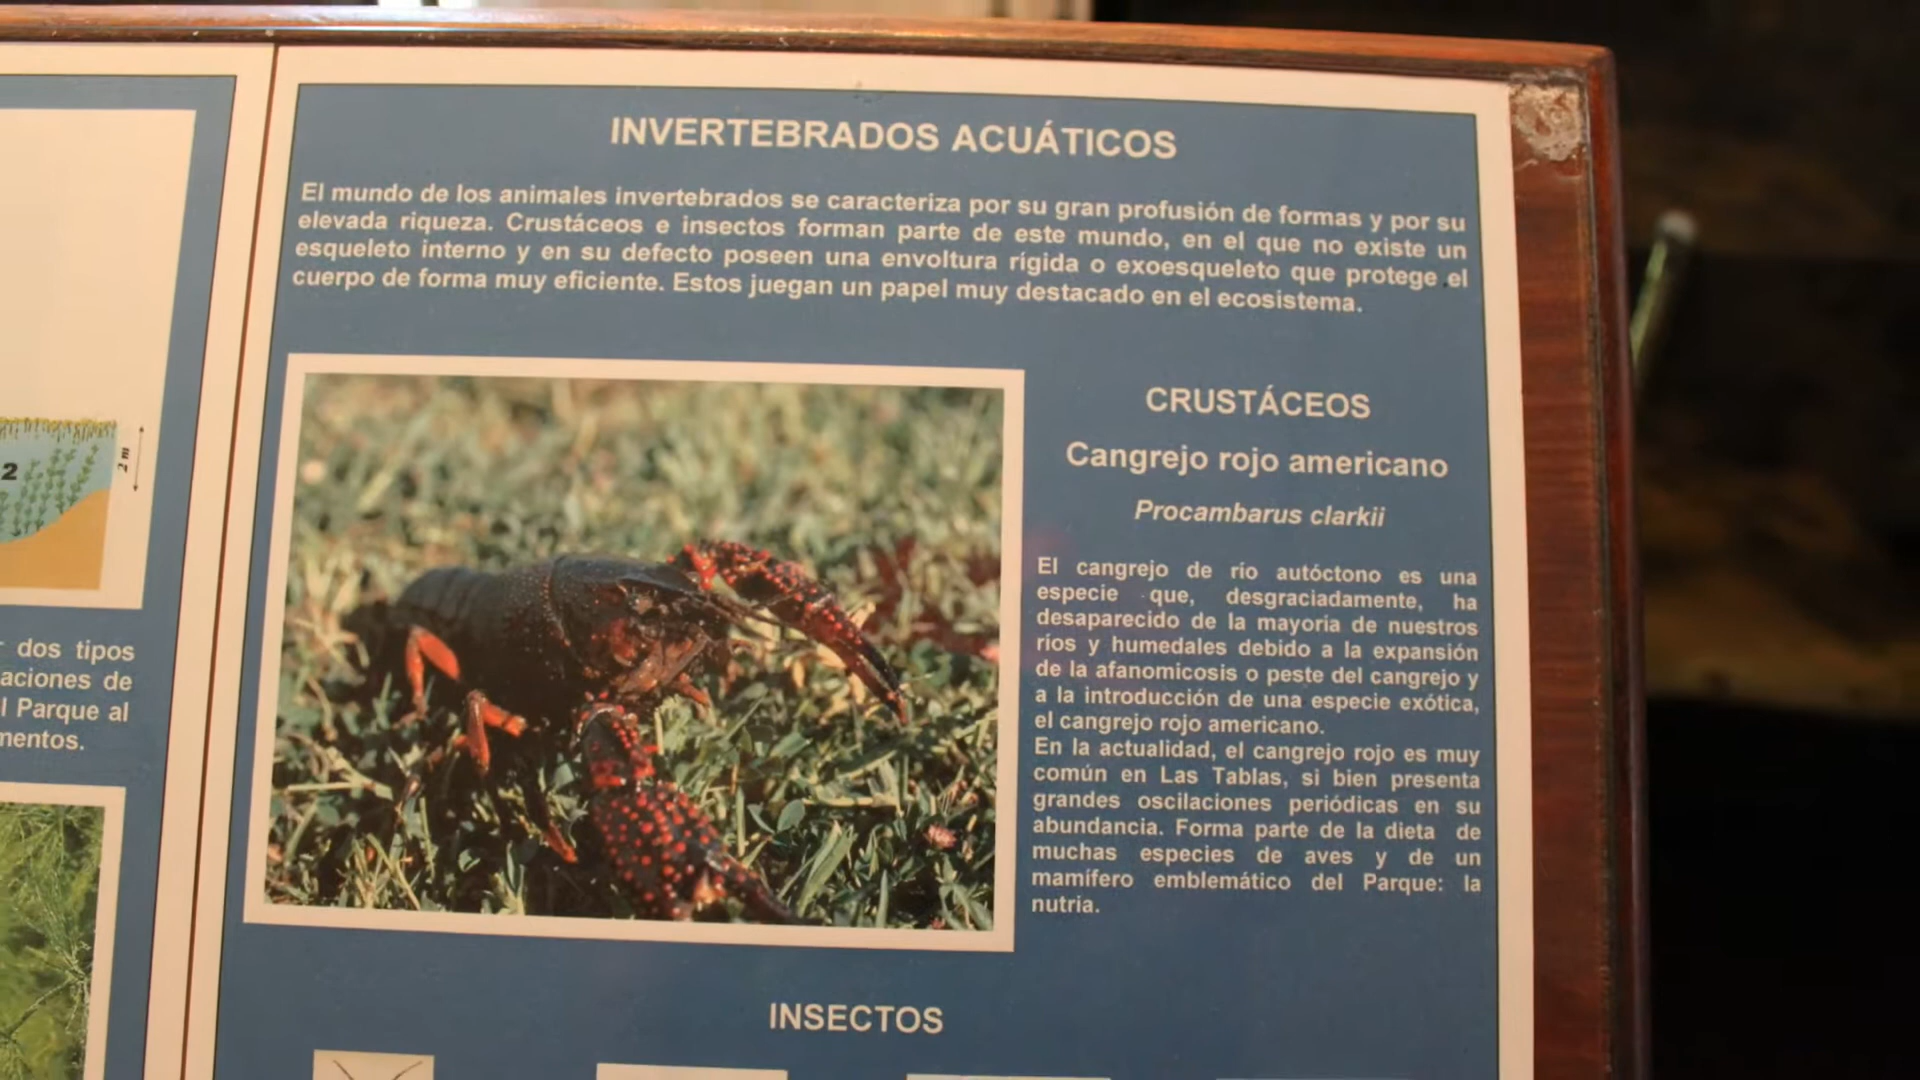 INVERTEBRADOS ACUÁTICOS
El mundo de los animales invertebrados se caracteriza por su gran profusión de formas y por su
elevada riqueza. Crustáceos e insectos forman parte de este mundo, en el que no existe un
esqueleto interno y en su defecto poseen una envoltura rígida o exoesqueleto que protege el
cuerpo de forma muy eficiente. Estos juegan un papel muy destacado en el ecosistema.
CRUSTÁCEOS
Cangrejo rojo americano
Procambarus clarkii
El cangrejo de río autóctono es una
especie que, desgraciadamente, ha
desaparecido de la mayoría de nuestros
ríos y humedales debido a la expansión
de la afanomicosis o peste del cangrejo y
a la introducción de una especie exótica,
el cangrejo rojo americano.
En la actualidad, el cangrejo rojo es muy
común en Las Tablas, si bien presenta
grandes oscilaciones periódicas en su
abundancia. Forma parte de la dieta de
muchas especies de aves y de un
mamífero emblemático del Parque: la
nutria.
INSECTOS
2
2 m
dos tipos
aciones de
l Parque al
mentos.